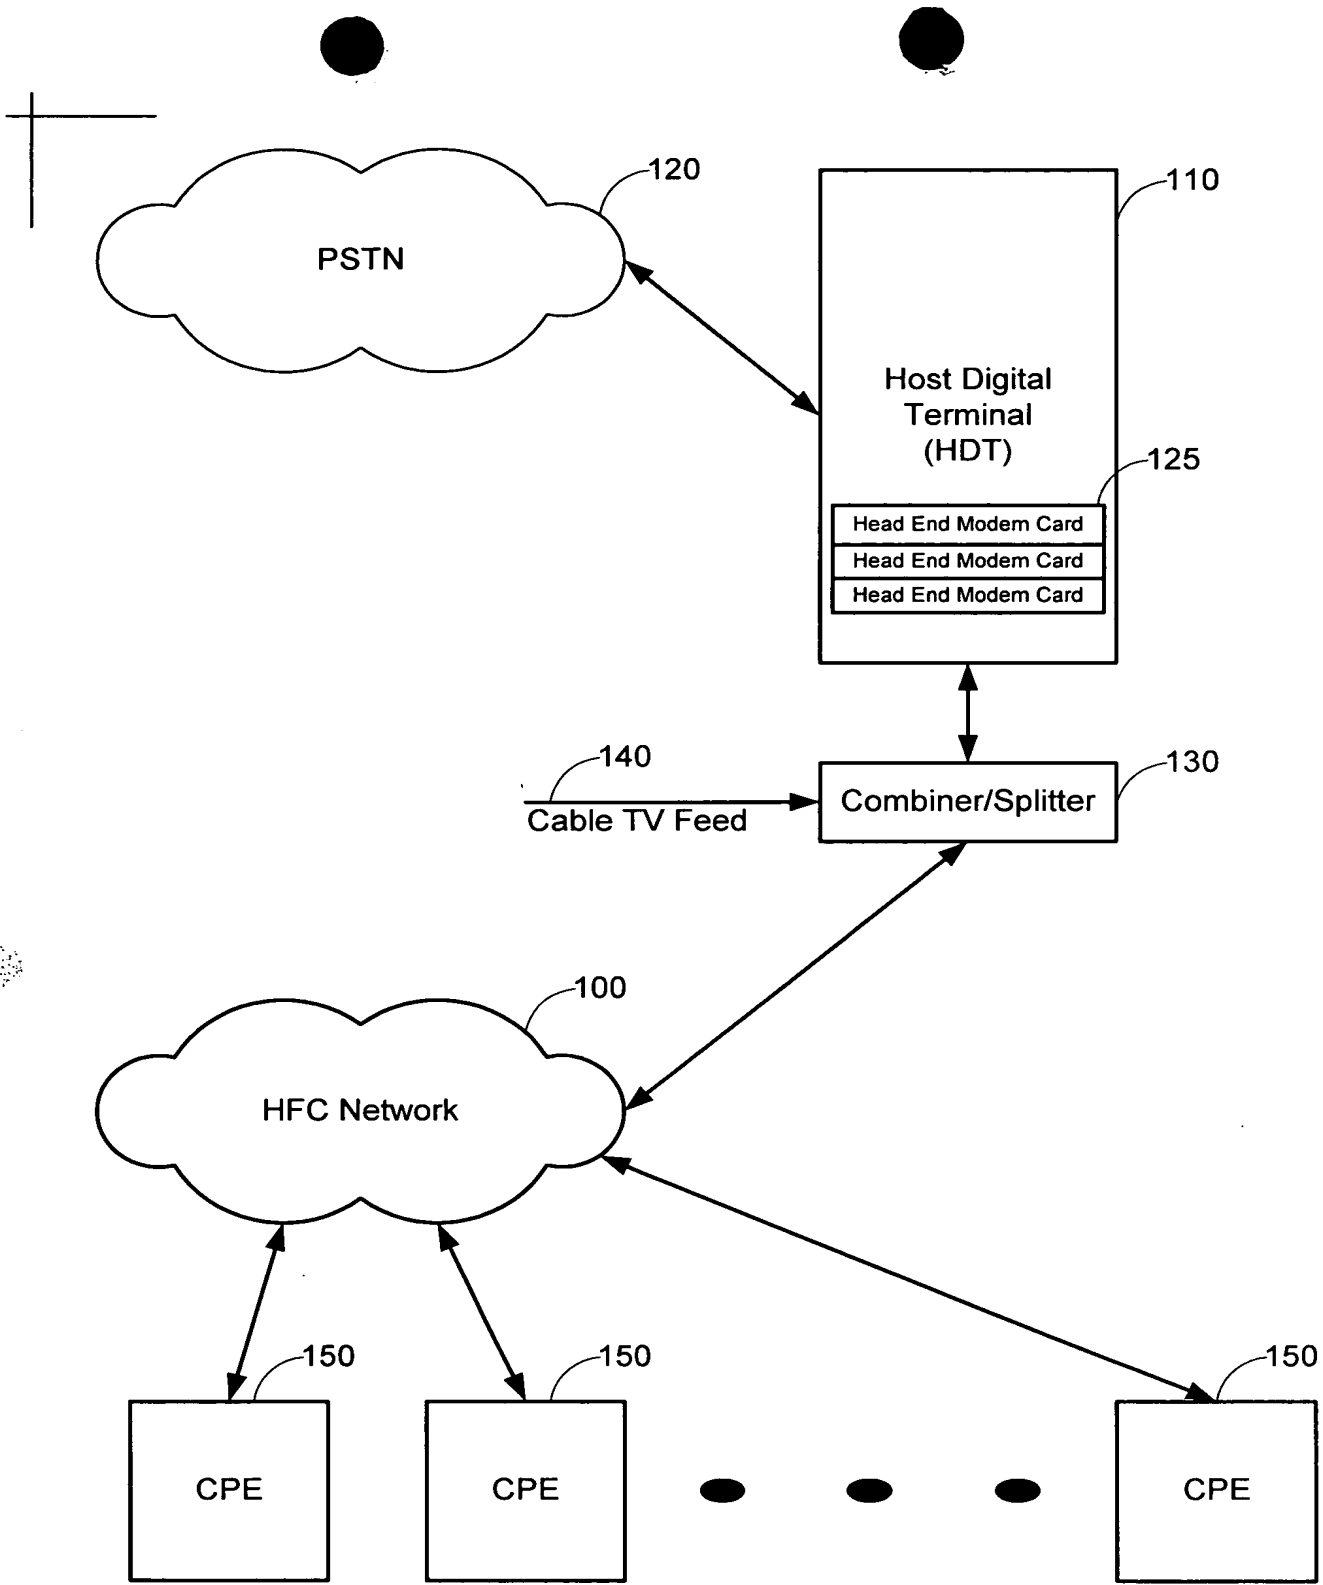 120
110
PSTN
Host Digital
Terminal
(HDT)
125
Head End Modem Card
Head End Modem Card
Head End Modem Card
140
130
Combiner/Splitter
Cable TV Feed
100
HFC Network
150
150
150
CPE
CPE
CPE